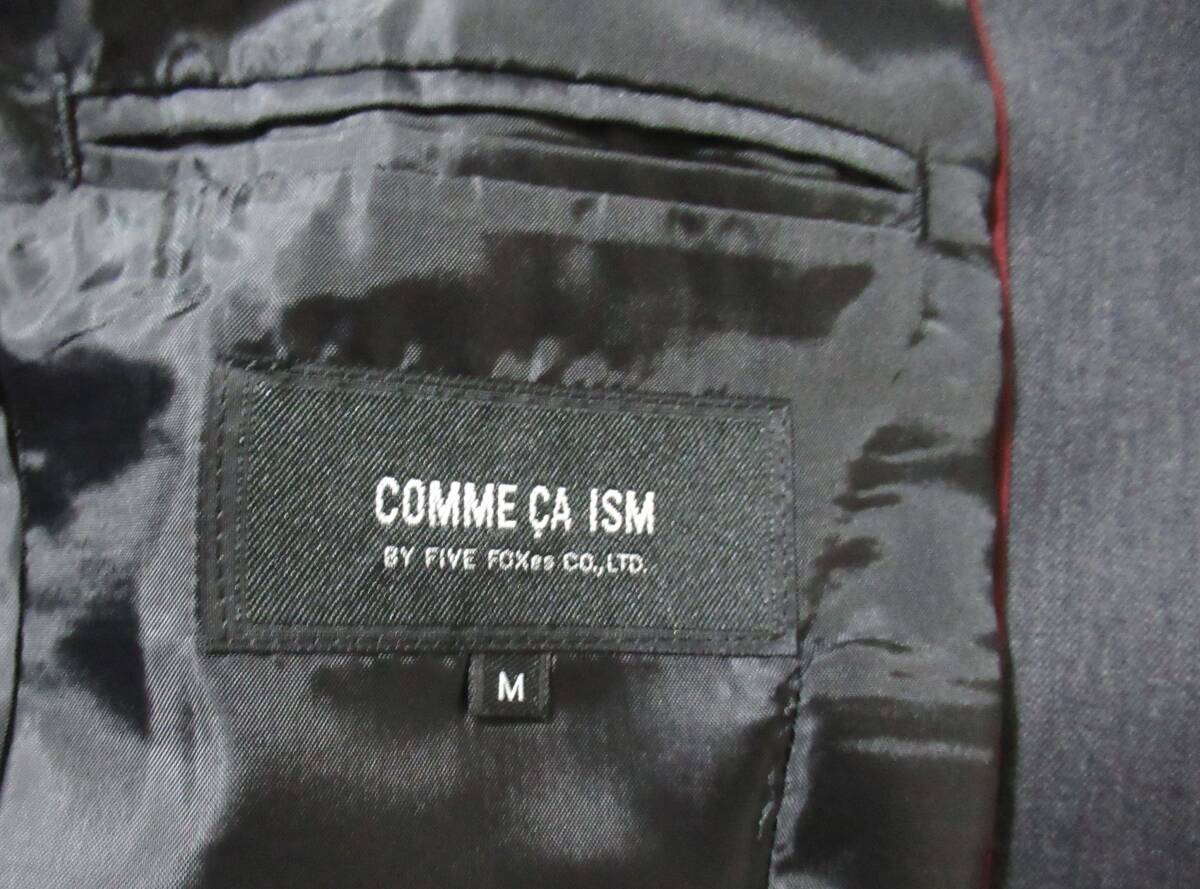 COMME ÇA ISM
BY FIVE FOXes CO.,LTD.
M